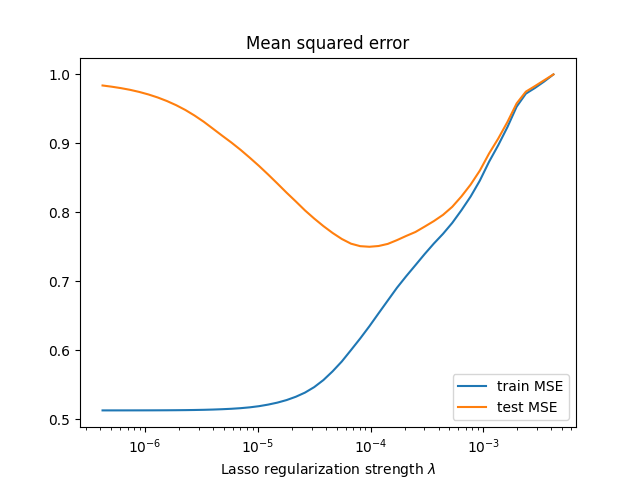 Mean squared error
1.0
0.9
0.8
0.7
0.6
0.5
10⁻⁶ 10⁻⁵ 10⁻⁴ 10⁻³
Lasso regularization strength λ
train MSE
test MSE